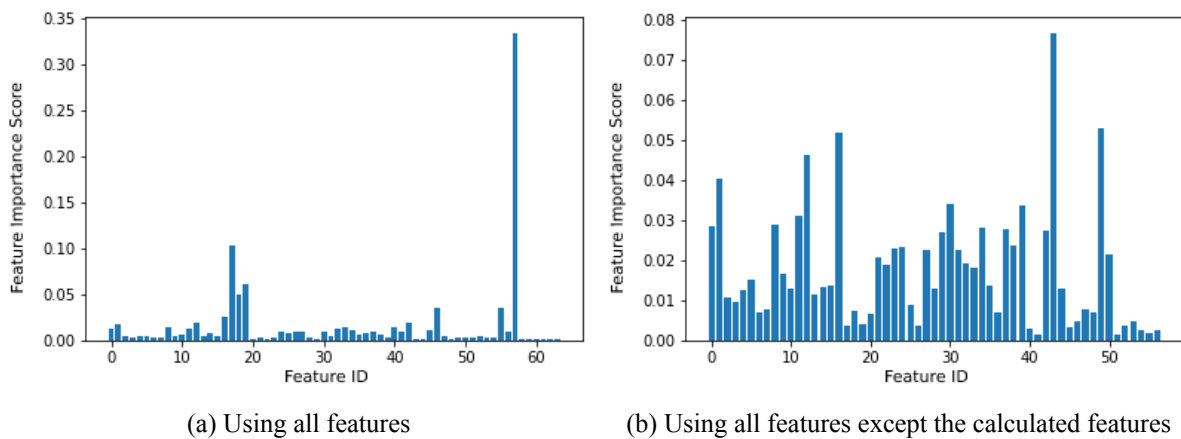 0.35
0.30
0.25
0.20
0.15
0.10
0.05
0.00
Feature Importance Score
0 10 20 30 40 50 60
Feature ID
(a) Using all features
0.08
0.07
0.06
0.05
0.04
0.03
0.02
0.01
0.00
Feature Importance Score
0 10 20 30 40 50
Feature ID
(b) Using all features except the calculated features